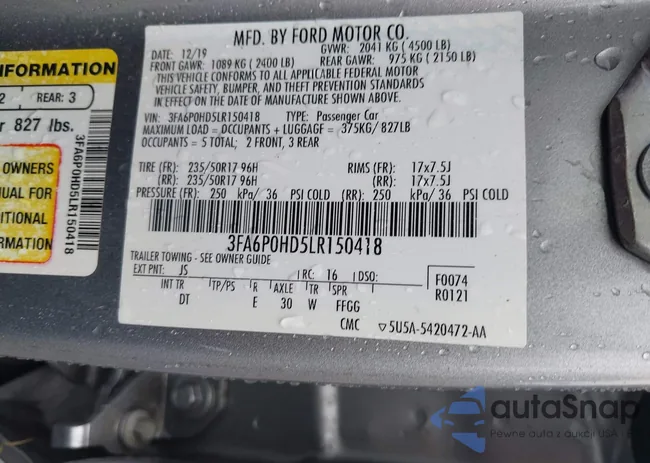 MFD. BY FORD MOTOR CO.
DATE: 12/19 GVWR: 2041 KG ( 4500 LB)
FRONT GAWR: 1089 KG ( 2400 LB) REAR GAWR: 975 KG ( 2150 LB)
THIS VEHICLE CONFORMS TO ALL APPLICABLE FEDERAL MOTOR
VEHICLE SAFETY, BUMPER, AND THEFT PREVENTION STANDARDS
IN EFFECT ON THE DATE OF MANUFACTURE SHOWN ABOVE.
VIN: 3FA6P0HD5LR150418 TYPE: Passenger Car
MAXIMUM LOAD = OCCUPANTS + LUGGAGE = 375KG/ 827LB
OCCUPANTS = 5 TOTAL; 2 FRONT, 3 REAR
TIRE (FR): 235/50R17 96H RIMS (FR): 17x7.5J
(RR): 235/50R17 96H (RR): 17x7.5J
PRESSURE (FR): 250 kPa/ 36 PSI COLD (RR): 250 kPa/ 36 PSI COLD
3FA6P0HD5LR150418
TRAILER TOWING - SEE OWNER GUIDE
EXT PNT: JS RC: 16 DSO: F0074
R0121
INT TR TP/PS R AXLE TR SPR
DT E 30 W FFGG
CMC 5U5A-5420472-AA
INFORMATION
2 REAR: 3
r 827 lbs.
OWNERS
NUAL FOR
DITIONAL
ORMATION
3FA6P0HD5LR150418
autaSnap
Pewne auta z aukcji USA